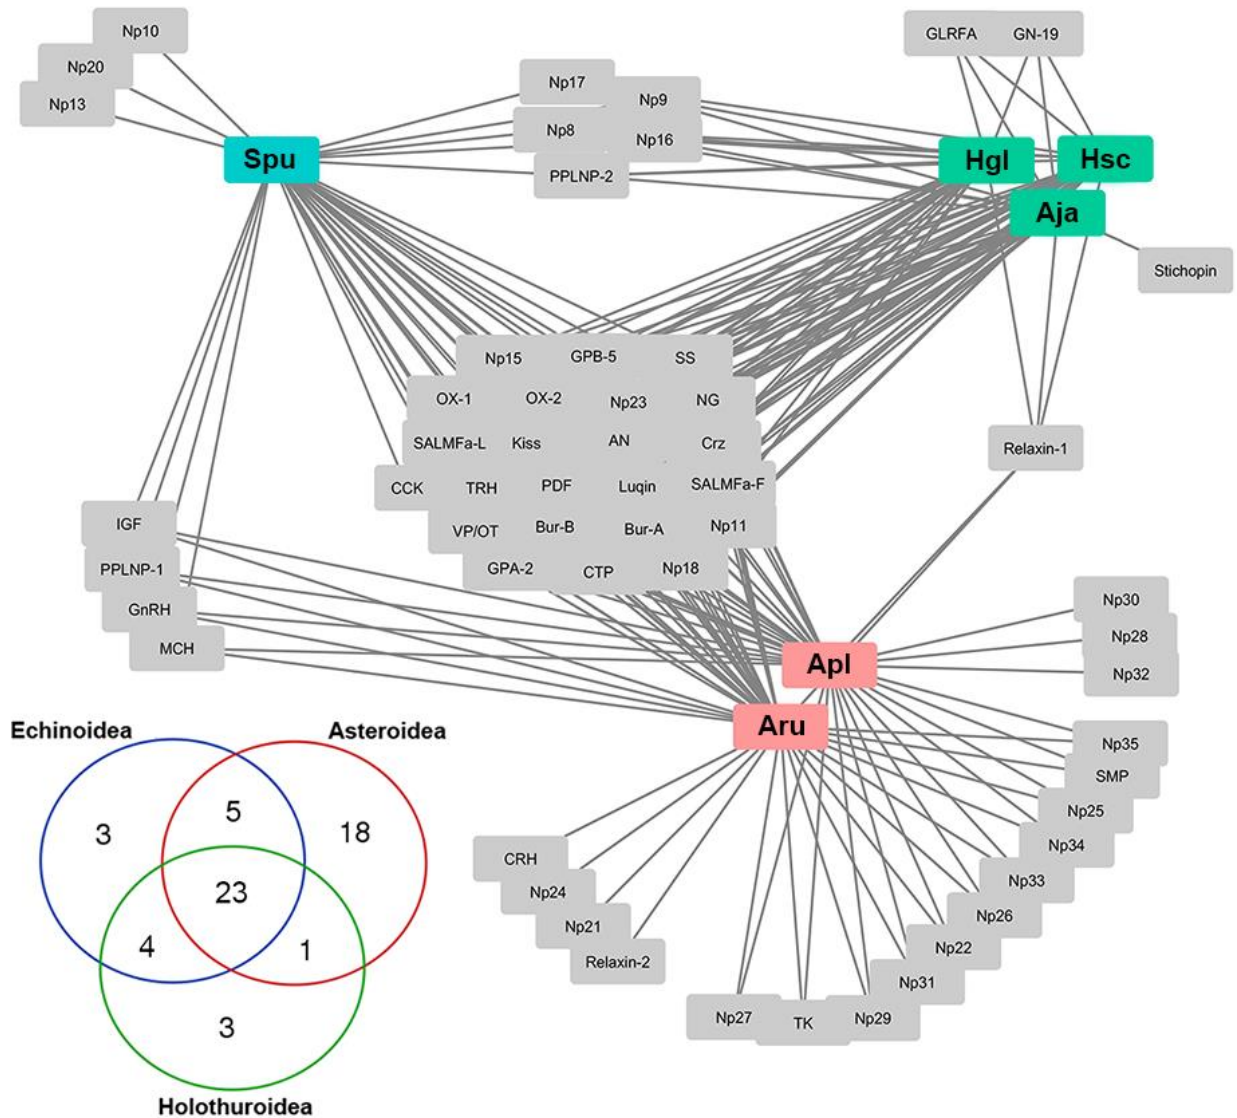 Np10
Np20
Np13
Spu
Np17
Np9
Np8
Np16
PPLNP-2
GLRFA GN-19
Hgl Hsc
Aja
Stichopin
Np15 GPB-5 SS
OX-1 OX-2 Np23 NG
SALMFa-L Kiss AN Crz
CCK TRH PDF Luqin SALMFa-F
VP/OT Bur-B Bur-A Np11
GPA-2 CTP Np18
Relaxin-1
IGF
PPLNP-1
GnRH
MCH
Apl
Aru
Np30
Np28
Np32
Np35
SMP
Np25
Np34
Np33
Np26
Np22
Np31
Np29
TK
Np27
CRH
Np24
Np21
Relaxin-2
Echinoidea Asteroidea
3 5 18
23
4 1
3
Holothuroidea